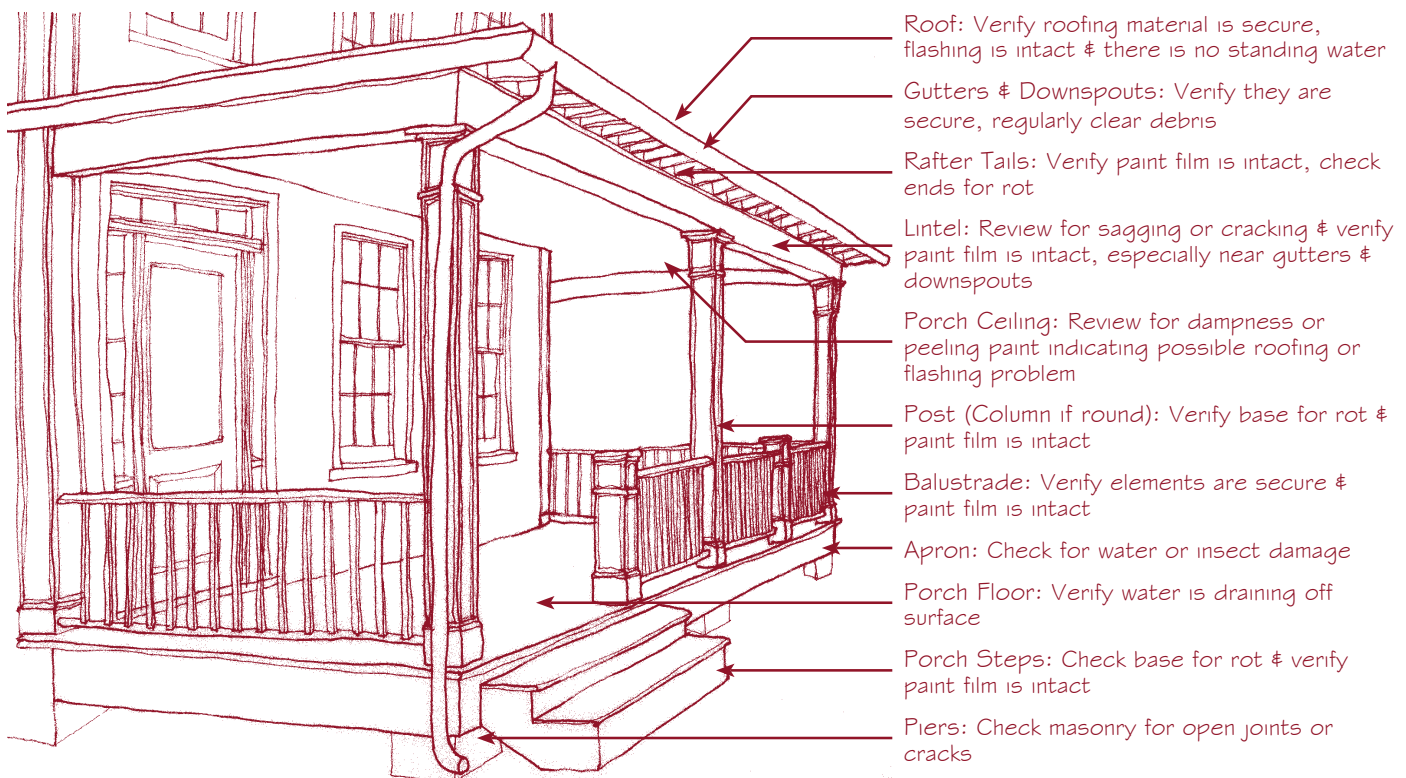 Roof: Verify roofing material is secure,
flashing is intact & there is no standing water
Gutters & Downspouts: Verify they are
secure, regularly clear debris
Rafter Tails: Verify paint film is intact, check
ends for rot
Lintel: Review for sagging or cracking & verify
paint film is intact, especially near gutters &
downspouts
Porch Ceiling: Review for dampness or
peeling paint indicating possible roofing or
flashing problem
Post (Column if round): Verify base for rot &
paint film is intact
Balustrade: Verify elements are secure &
paint film is intact
Apron: Check for water or insect damage
Porch Floor: Verify water is draining off
surface
Porch Steps: Check base for rot & verify
paint film is intact
Piers: Check masonry for open joints or
cracks